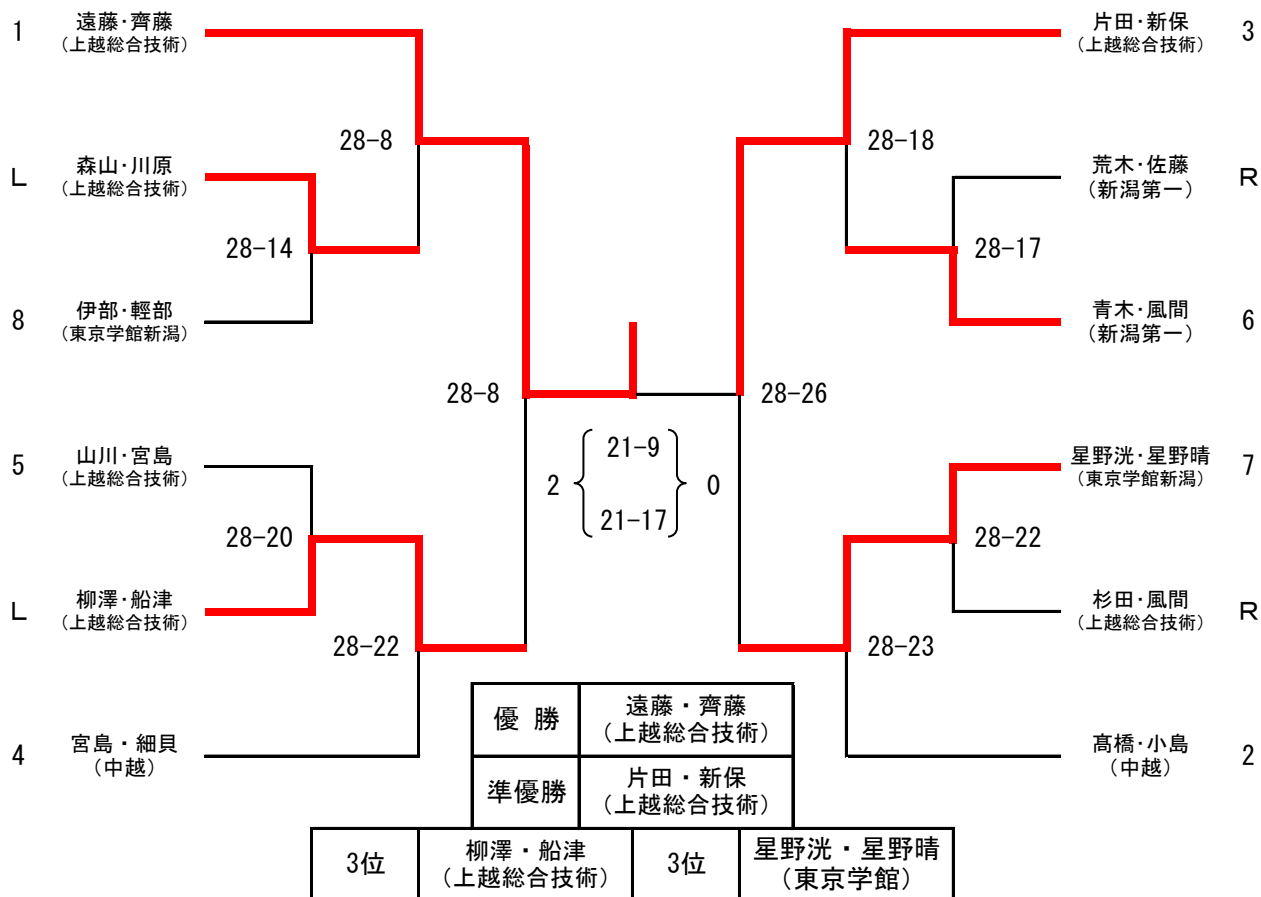 1
遠藤・齊藤
(上越総合技術)
L
森山・川原
(上越総合技術)
8
伊部・輕部
(東京学館新潟)
5
山川・宮島
(上越総合技術)
L
柳澤・船津
(上越総合技術)
4
宮島・細貝
(中越)
28-8
28-14
28-8
28-20
28-22
2
21-9
21-17
0
28-18
28-17
28-26
28-22
28-23
片田・新保
(上越総合技術)
3
荒木・佐藤
(新潟第一)
R
青木・風間
(新潟第一)
6
星野洸・星野晴
(東京学館新潟)
7
杉田・風間
(上越総合技術)
R
髙橋・小島
(中越)
2
優 勝
遠藤・齊藤
(上越総合技術)
準優勝
片田・新保
(上越総合技術)
3位
柳澤・船津
(上越総合技術)
3位
星野洸・星野晴
(東京学館)